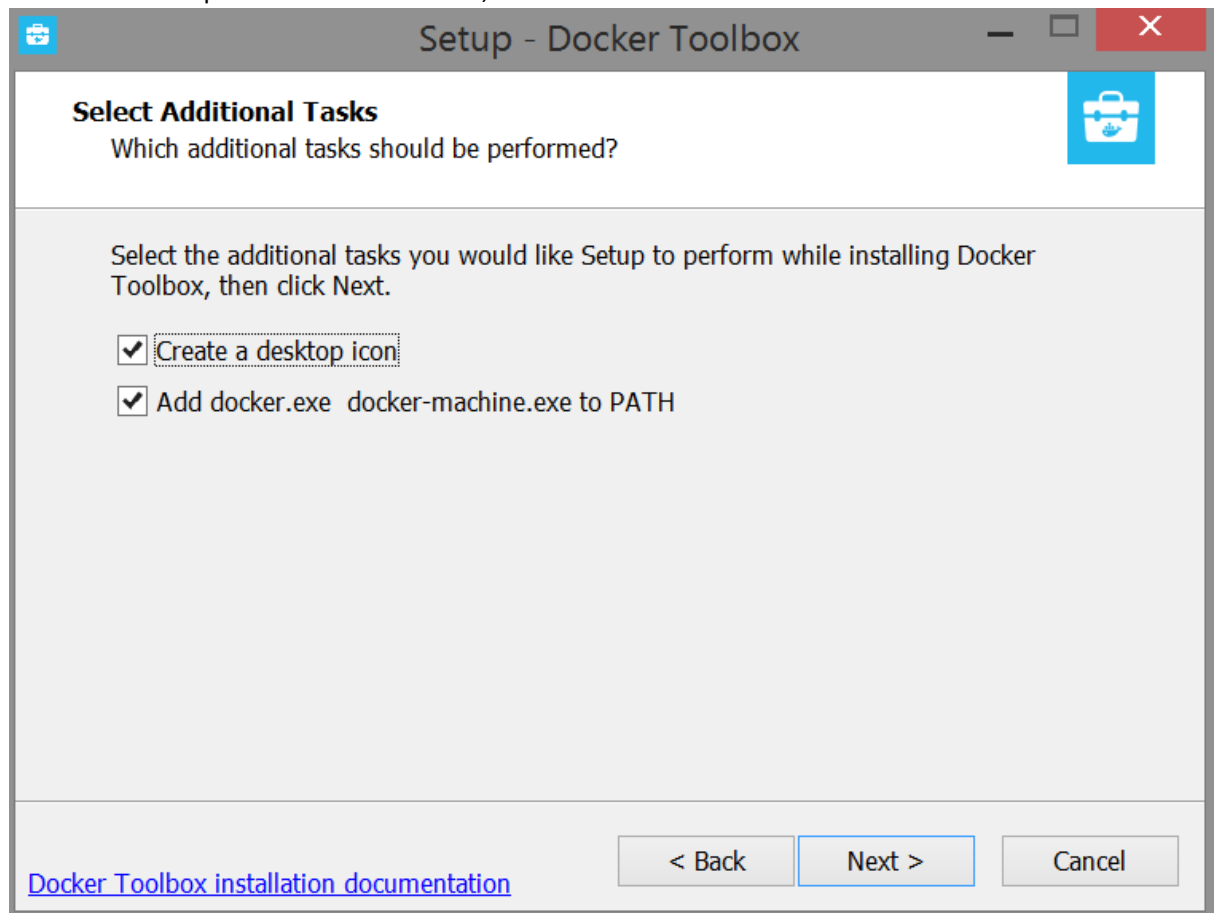 Setup - Docker Toolbox
Select Additional Tasks
Which additional tasks should be performed?
Select the additional tasks you would like Setup to perform while installing Docker
Toolbox, then click Next.
Create a desktop icon
Add docker.exe  docker-machine.exe to PATH
< Back
Next >
Cancel
Docker Toolbox installation documentation